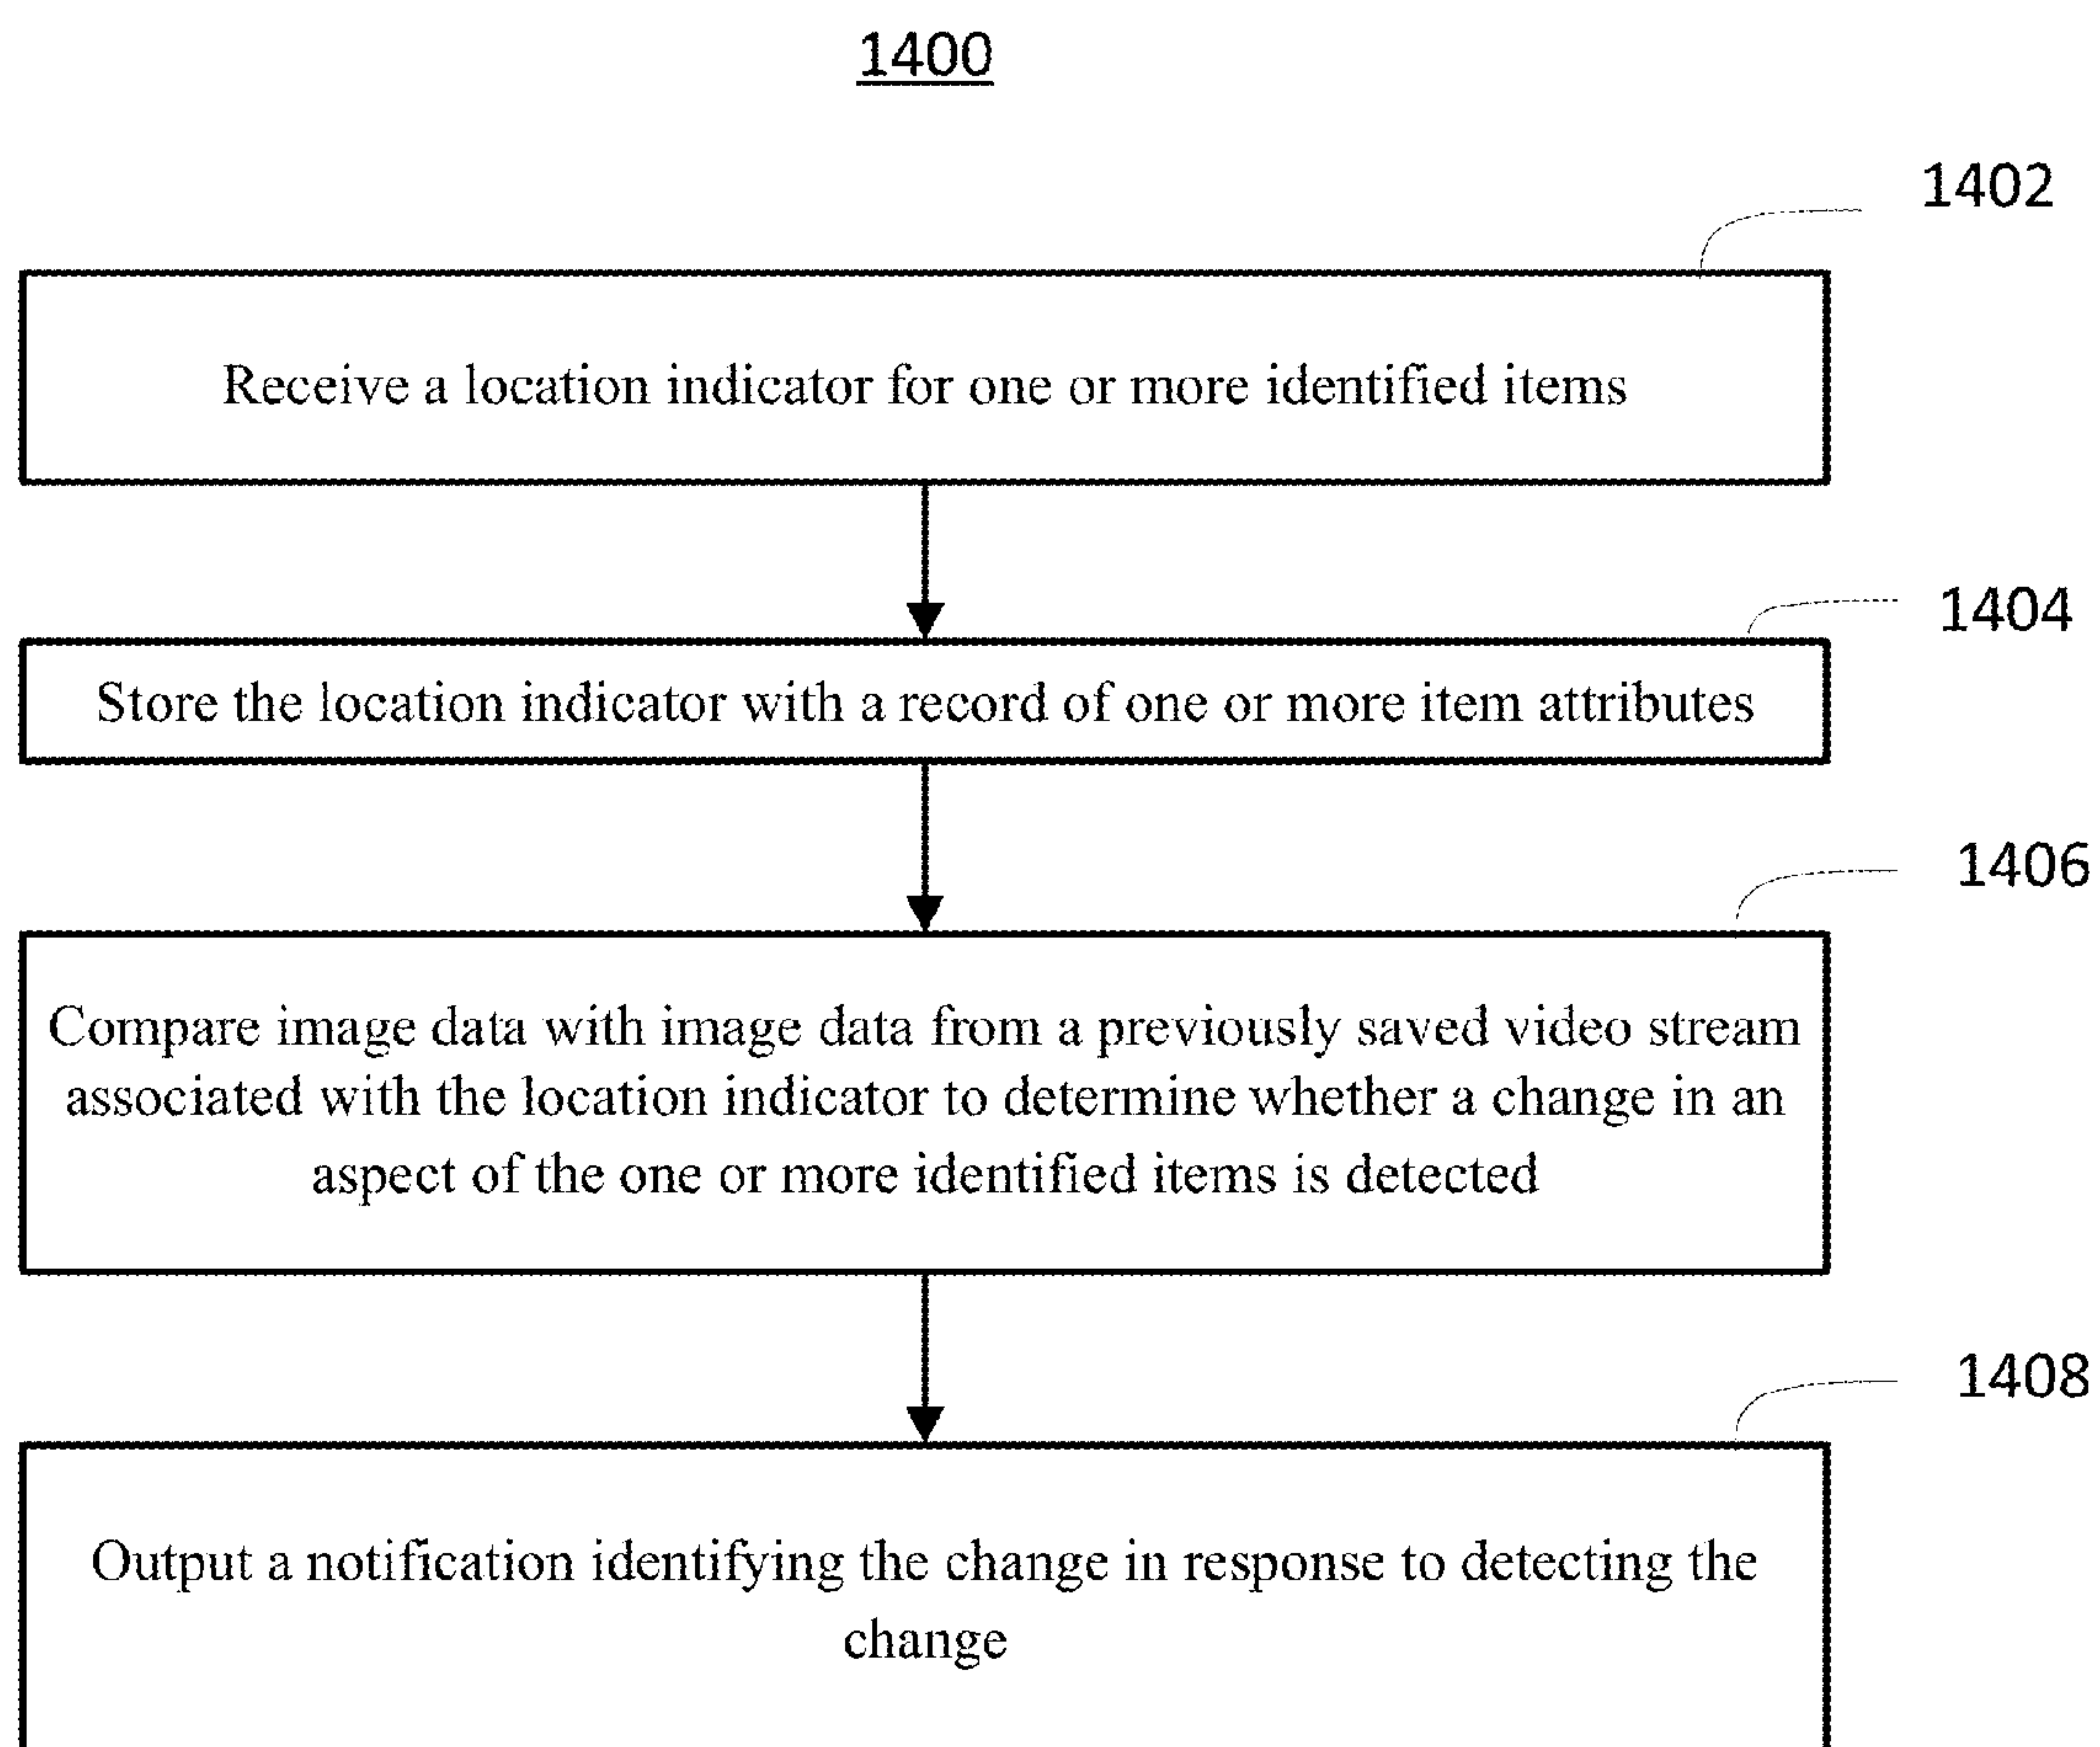 1400
1402
Receive a location indicator for one or more identified items
1404
Store the location indicator with a record of one or more item attributes
1406
Compare image data with image data from a previously saved video stream
associated with the location indicator to determine whether a change in an
aspect of the one or more identified items is detected
1408
Output a notification identifying the change in response to detecting the
change